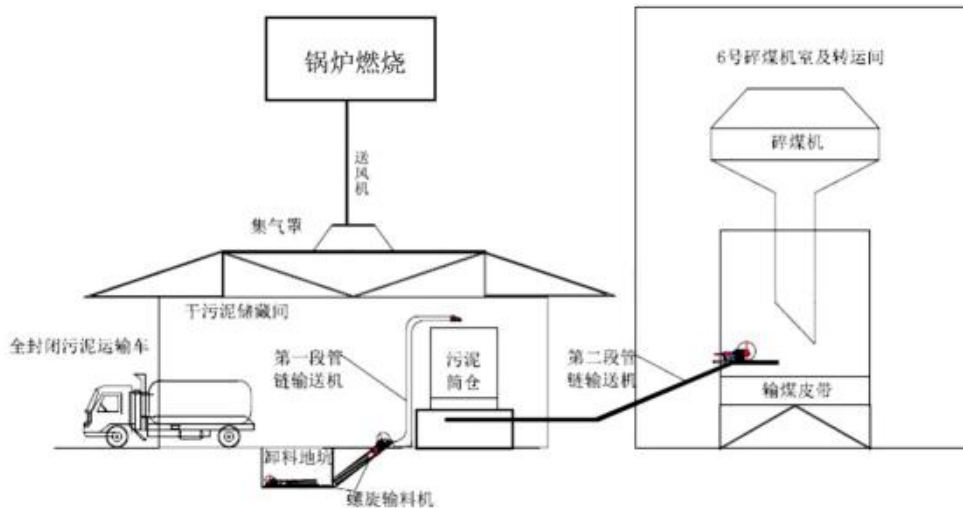 锅炉燃烧
6号碎煤机室及转运间
碎煤机
送风机
集气罩
干污泥储藏间
全封闭污泥运输车
第一段管
链输送机
污泥
筒仓
第二段管
链输送机
输煤皮带
卸料地坑
螺旋输料机